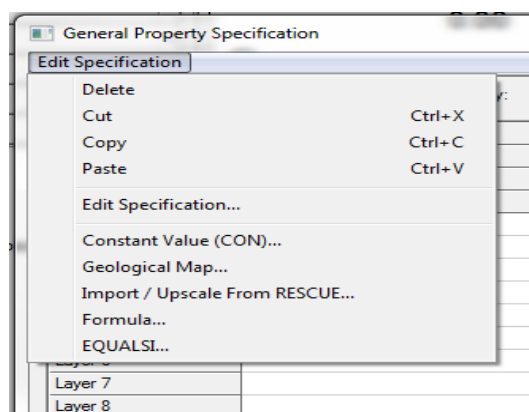 General Property Specification
Edit Specification
Delete
Cut Ctrl+X
Copy Ctrl+C
Paste Ctrl+V
Edit Specification...
Constant Value (CON)...
Geological Map...
Import / Upscale From RESCUE...
Formula...
EQUALSI...
Layer 7
Layer 8